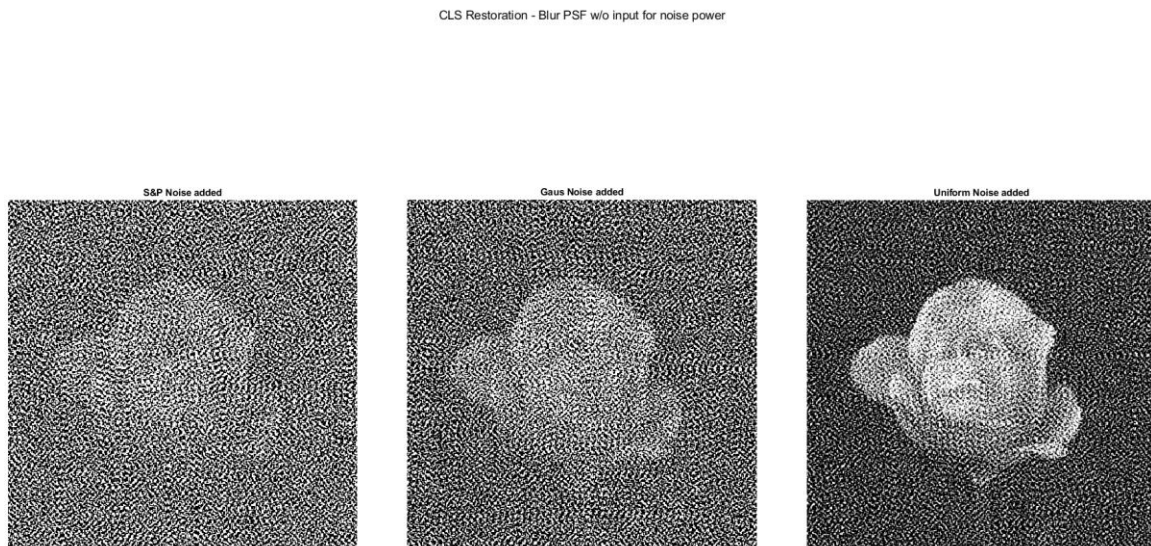 CLS Restoration - Blur PSF w/o input for noise power
S&P Noise added
Gaus Noise added
Uniform Noise added